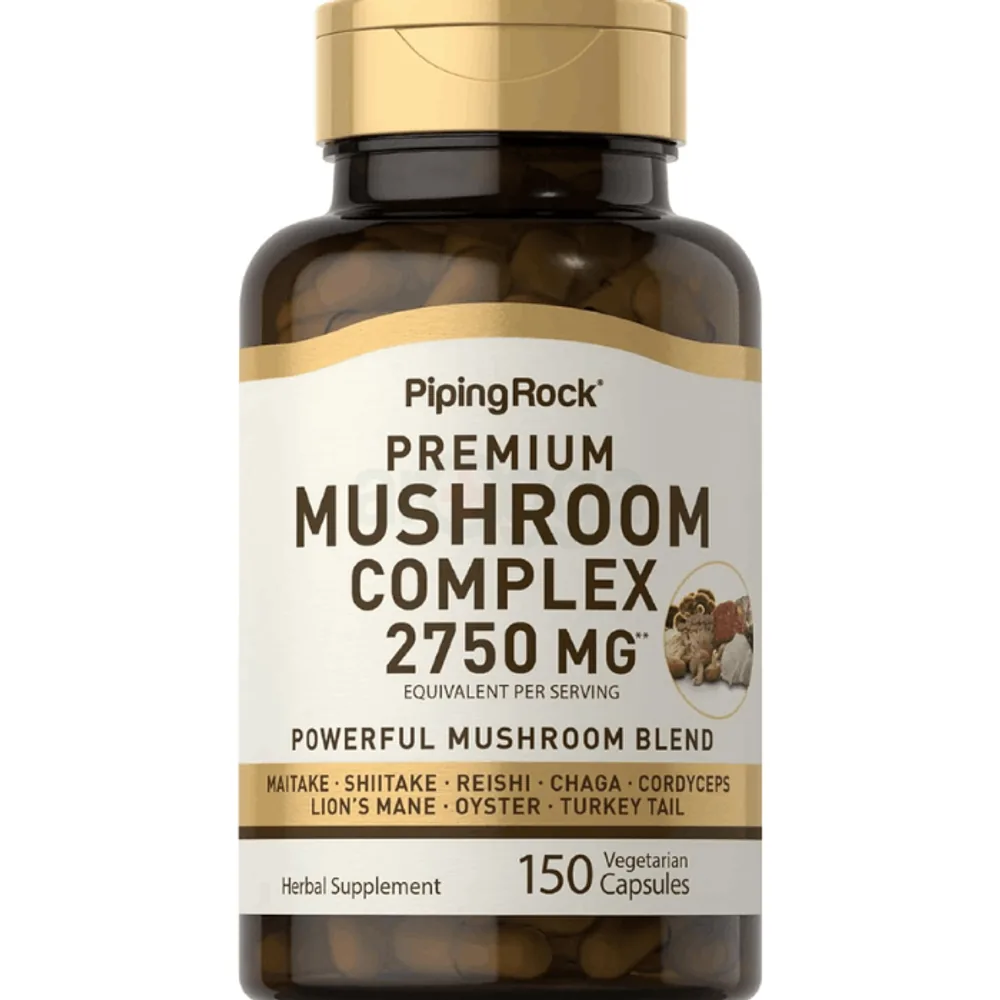 PipingRock®
PREMIUM
MUSHROOM
COMPLEX
2750 MG**
EQUIVALENT PER SERVING
POWERFUL MUSHROOM BLEND
MAITAKE · SHIITAKE · REISHI · CHAGA · CORDYCEPS
LION'S MANE · OYSTER · TURKEY TAIL
Herbal Supplement
150 Vegetarian
Capsules